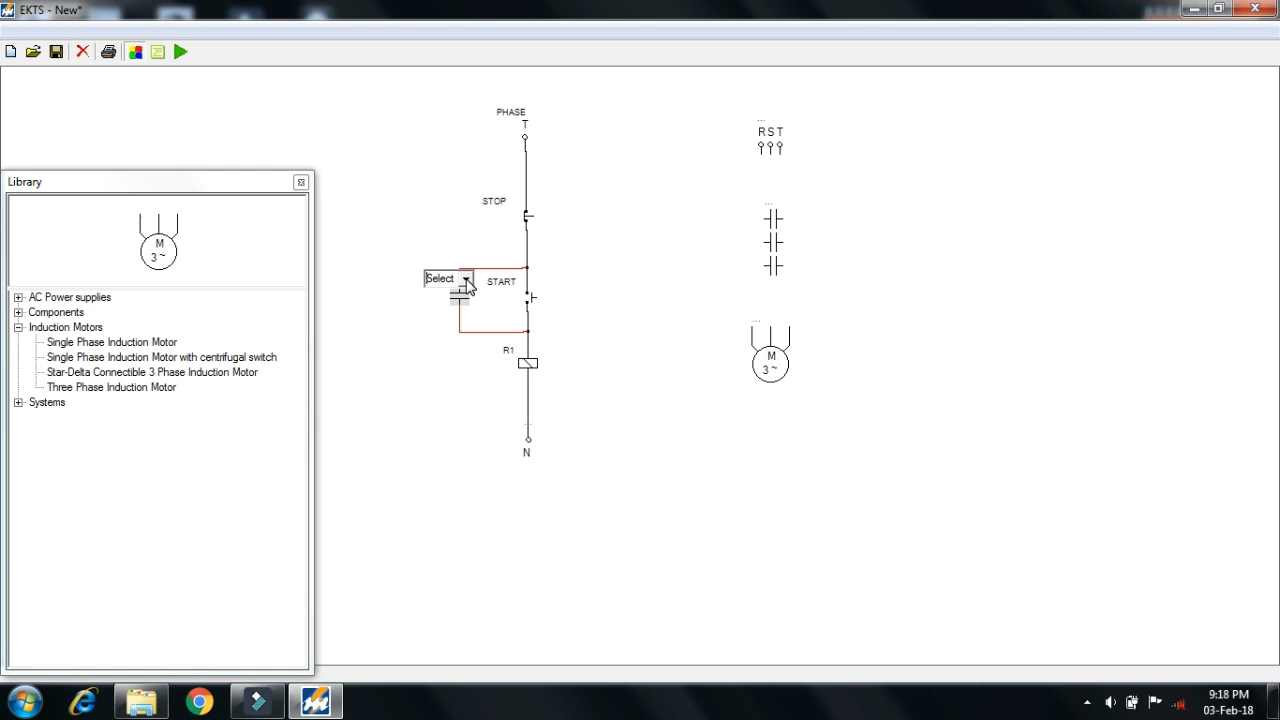 EKTS - New*
PHASE
T
...
R S T
Library
STOP
...
M
3 ~
Select
START
AC Power supplies
Components
Induction Motors
Single Phase Induction Motor
Single Phase Induction Motor with centrifugal switch
Star-Delta Connectible 3 Phase Induction Motor
Three Phase Induction Motor
Systems
R1
...
M
3 ~
...
N
9:18 PM
03-Feb-18